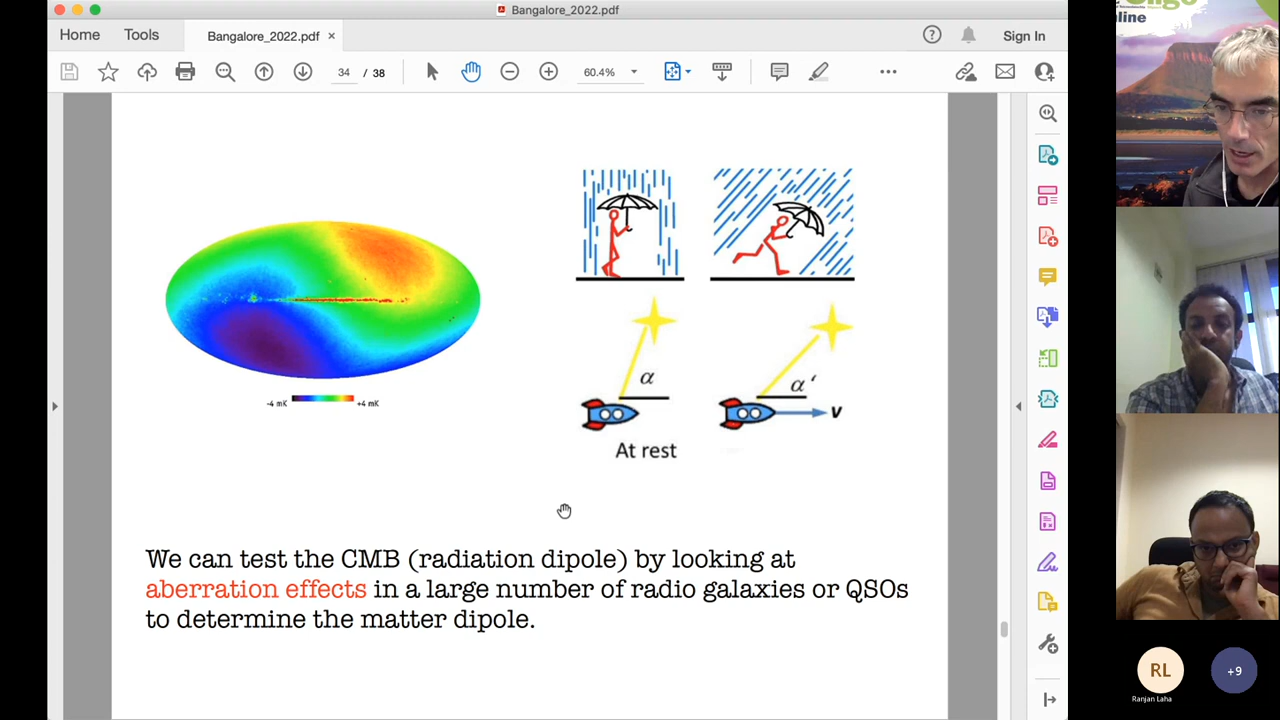 Bangalore_2022.pdf
Home
Tools
Bangalore_2022.pdf ×
Sign In
34 / 38
60.4%
-4 mK
+4 mK
α
α′
v
At rest
We can test the CMB (radiation dipole) by looking at
aberration effects in a large number of radio galaxies or QSOs
to determine the matter dipole.
line
RL
+9
Ranjan Laha